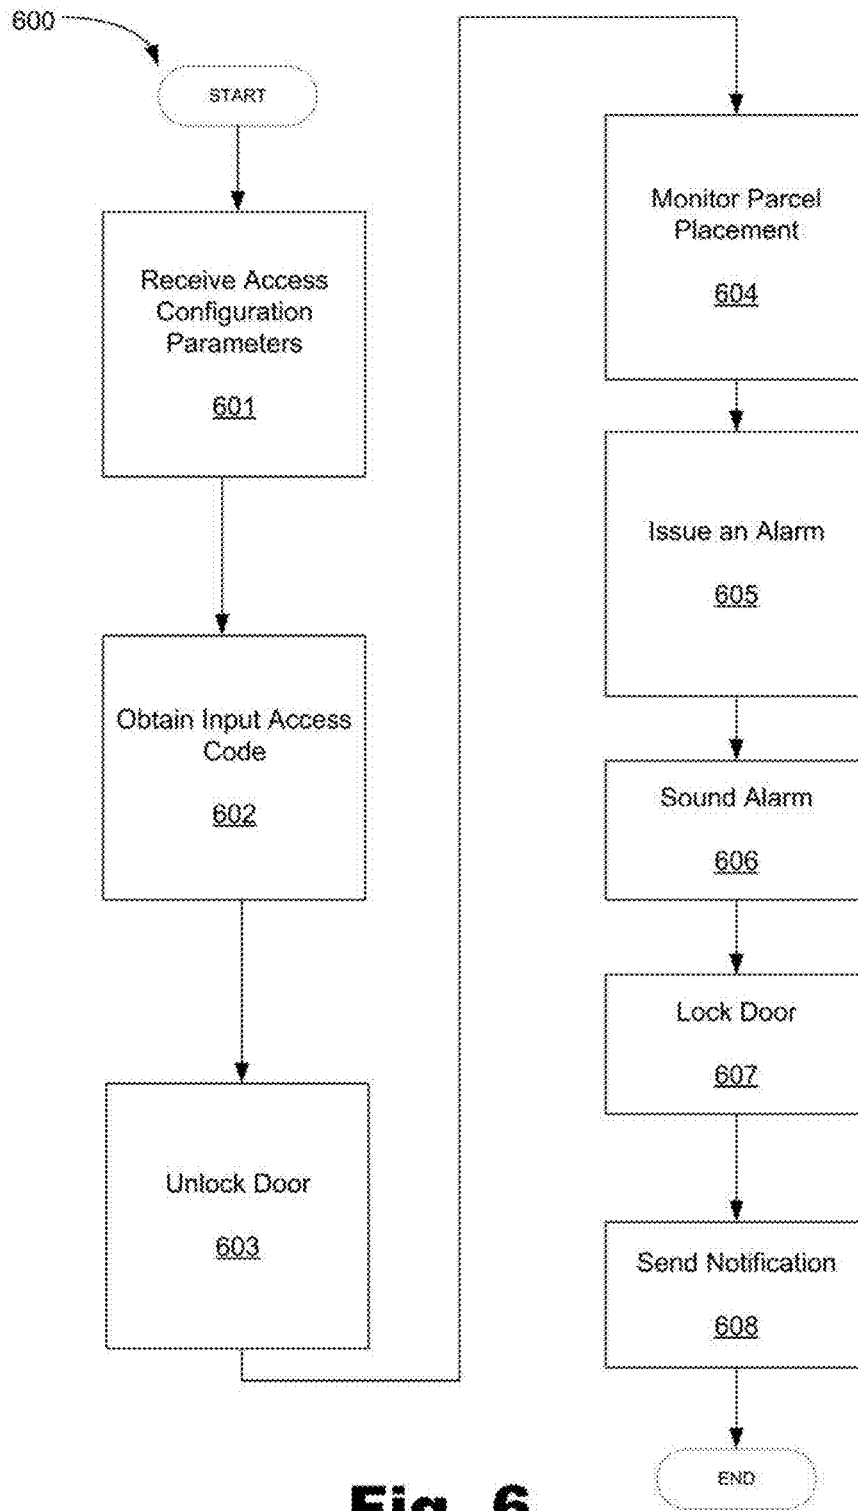 600
START
Receive Access
Configuration
Parameters
601
Obtain Input Access
Code
602
Unlock Door
603
Monitor Parcel
Placement
604
Issue an Alarm
605
Sound Alarm
606
Lock Door
607
Send Notification
608
END
Fig. 6